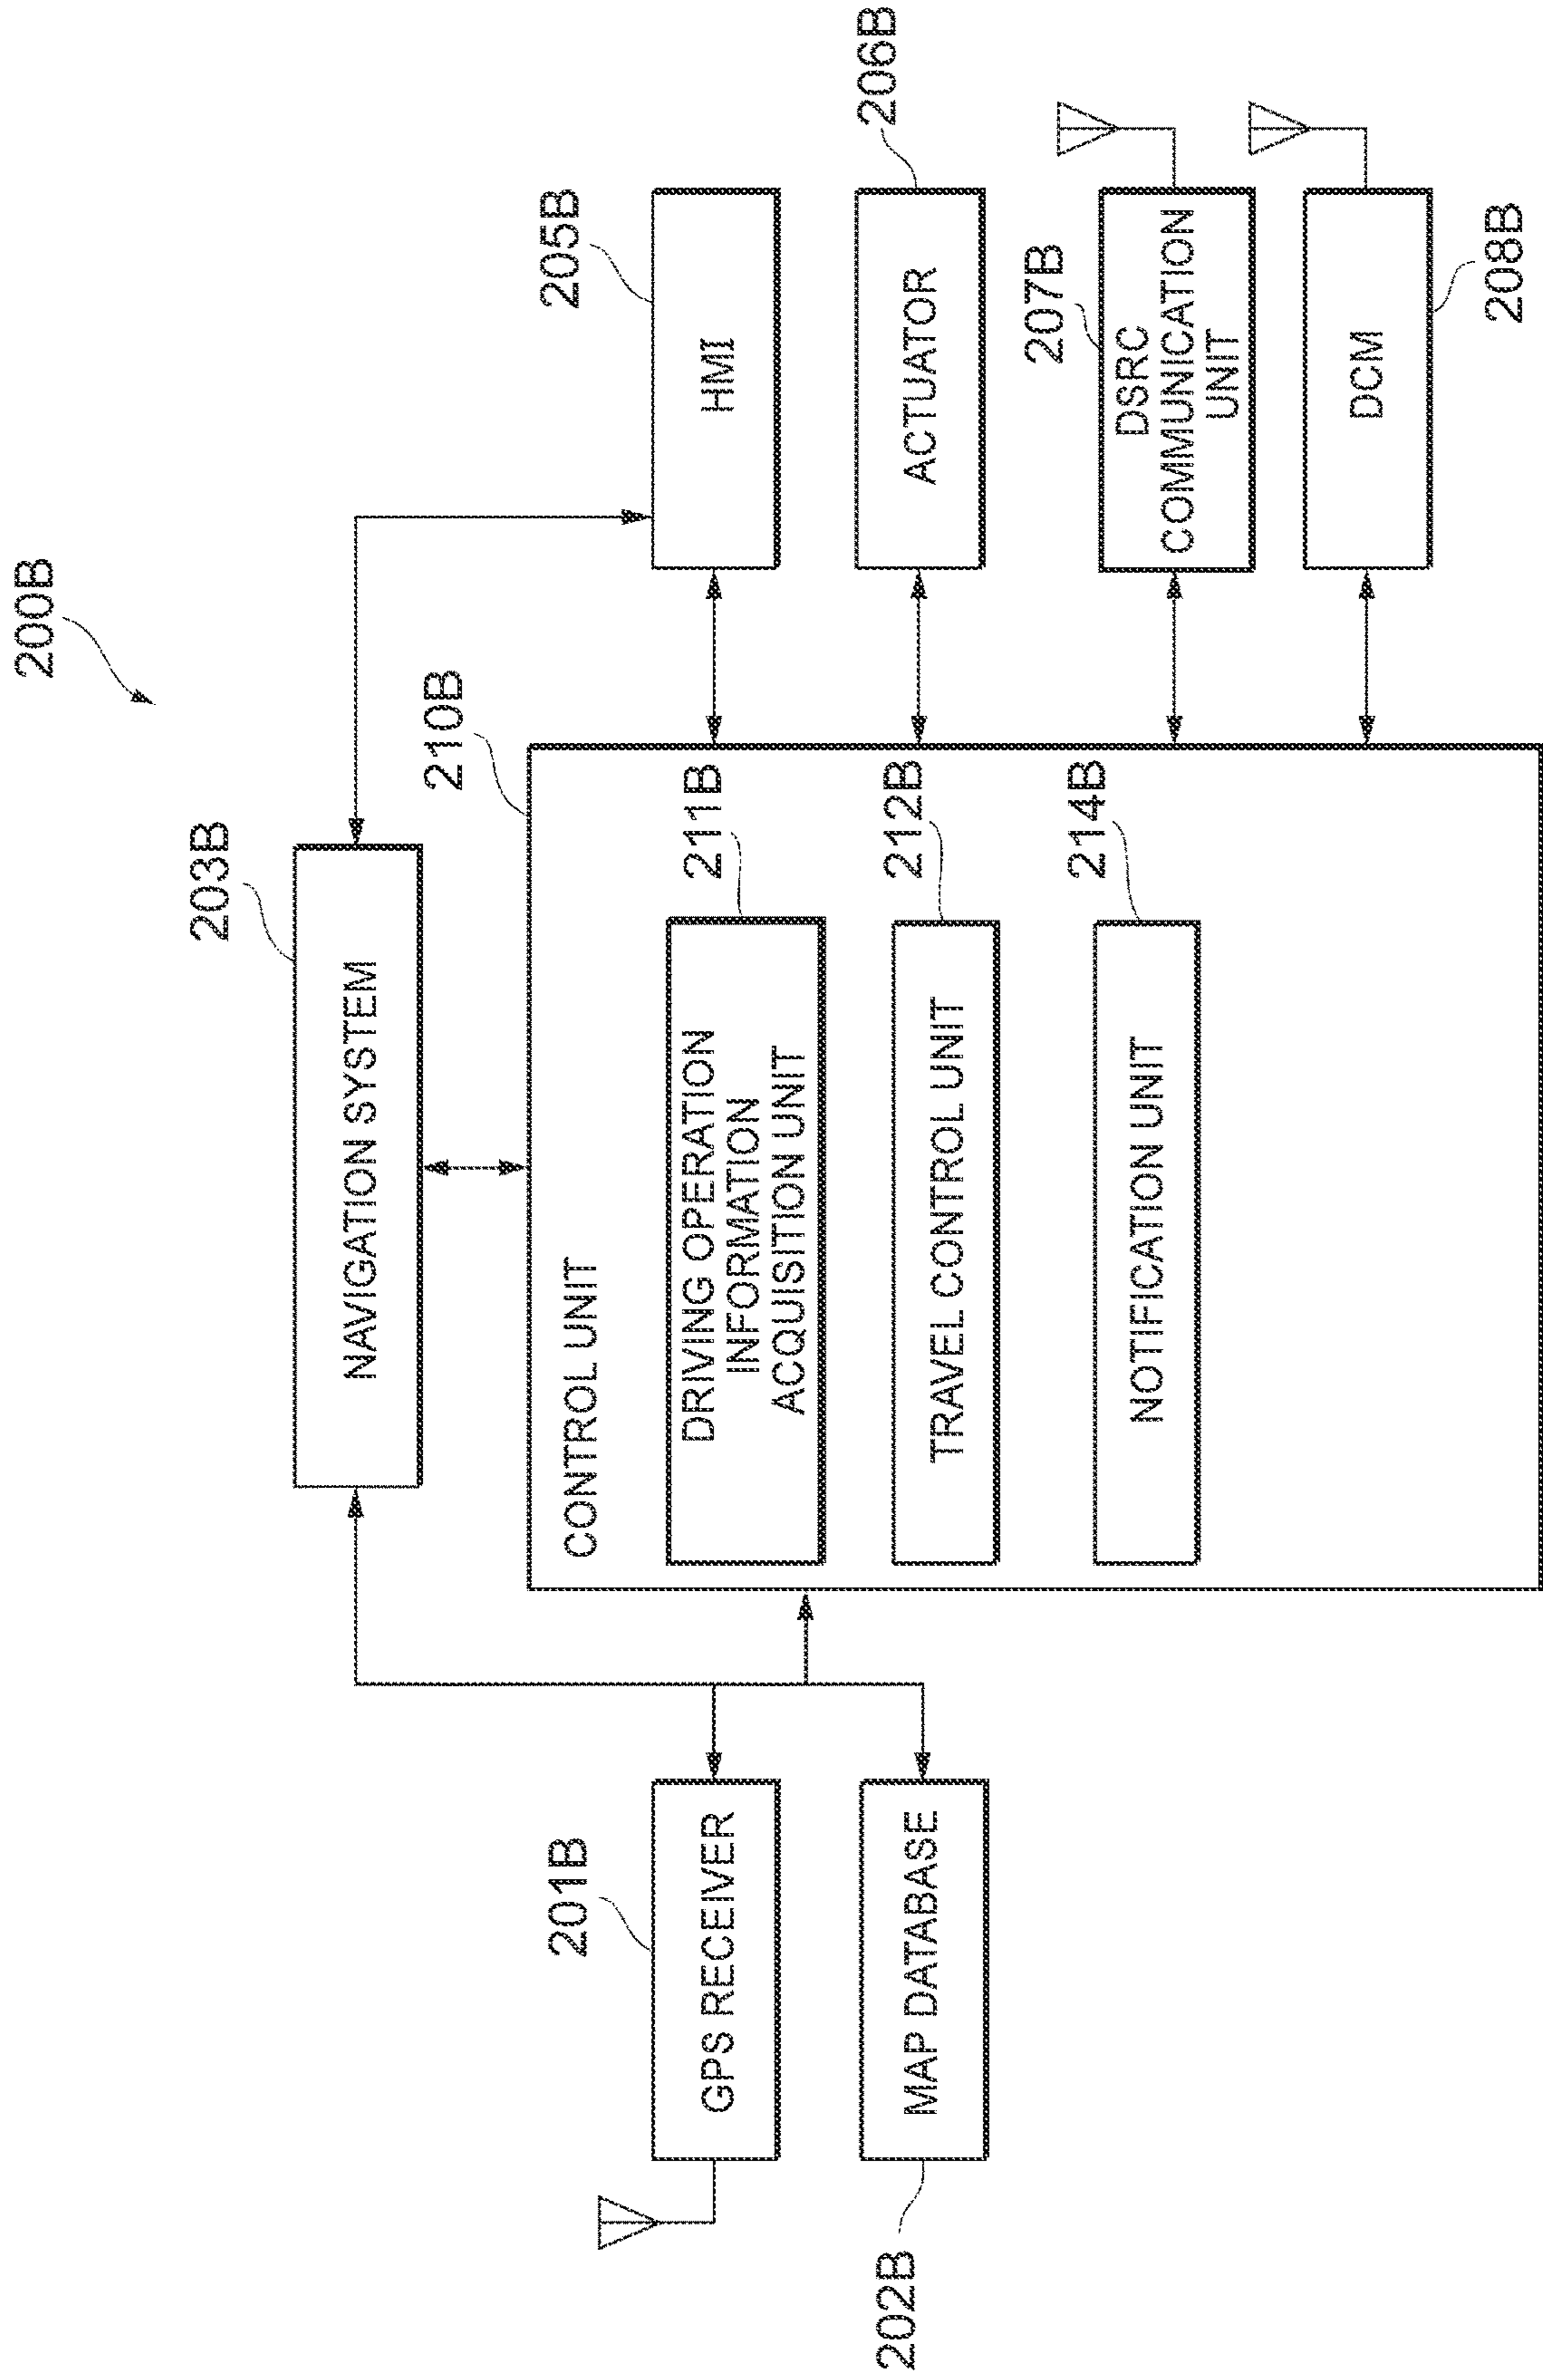 200B
203B
NAVIGATION SYSTEM
210B
CONTROL UNIT
211B
DRIVING OPERATION
INFORMATION
ACQUISITION UNIT
212B
TRAVEL CONTROL UNIT
214B
NOTIFICATION UNIT
201B
GPS RECEIVER
MAP DATABASE
202B
205B
HMI
206B
ACTUATOR
207B
DSRC
COMMUNICATION
UNIT
DCM
208B